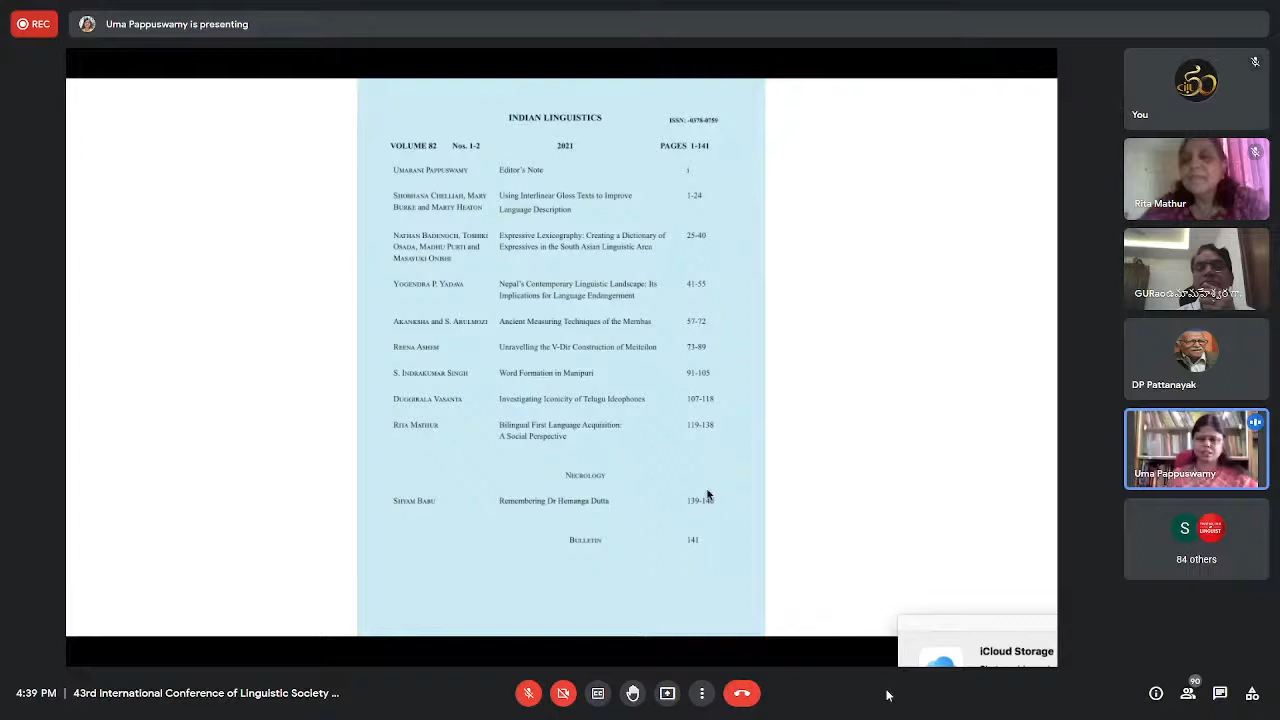 REC
Uma Pappuswamy is presenting
INDIAN LINGUISTICS
ISSN: -0378-0759
VOLUME 82 Nos. 1-2 2021 PAGES 1-141
UMARANI PAPPUSWAMY Editor's Note i
SHOBHANA CHELLIAH, MARY Using Interlinear Gloss Texts to Improve 1-24
BURKE and MARTY HEATON Language Description
NATHAN BADENOCH, TOSHIKI Expressive Lexicography: Creating a Dictionary of 25-40
OSADA, MADHU PURTI and Expressives in the South Asian Linguistic Area
MASAYUKI ONISHI
YOGENDRA P. YADAVA Nepal's Contemporary Linguistic Landscape: Its 41-55
Implications for Language Endangerment
AKANKSHA and S. ARULMOZI Ancient Measuring Techniques of the Membas 57-72
REENA ASHEM Unravelling the V-Dir Construction of Meiteilon 73-89
S. INDRAKUMAR SINGH Word Formation in Manipuri 91-105
DUGGIRALA VASANTA Investigating Iconicity of Telugu Ideophones 107-118
RITA MATHUR Bilingual First Language Acquisition: 119-138
A Social Perspective
NECROLOGY
SHYAM BABU Remembering Dr Hemanga Dutta
BULLETIN 141
iCloud Storage
You
Rita Mathur
GURaoCALTSxXxSom...
DP Pattanayak
Uma Pappuswamy
S
LINGUIST
84 others
4:39 PM | 43rd International Conference of Linguistic Society ...
90